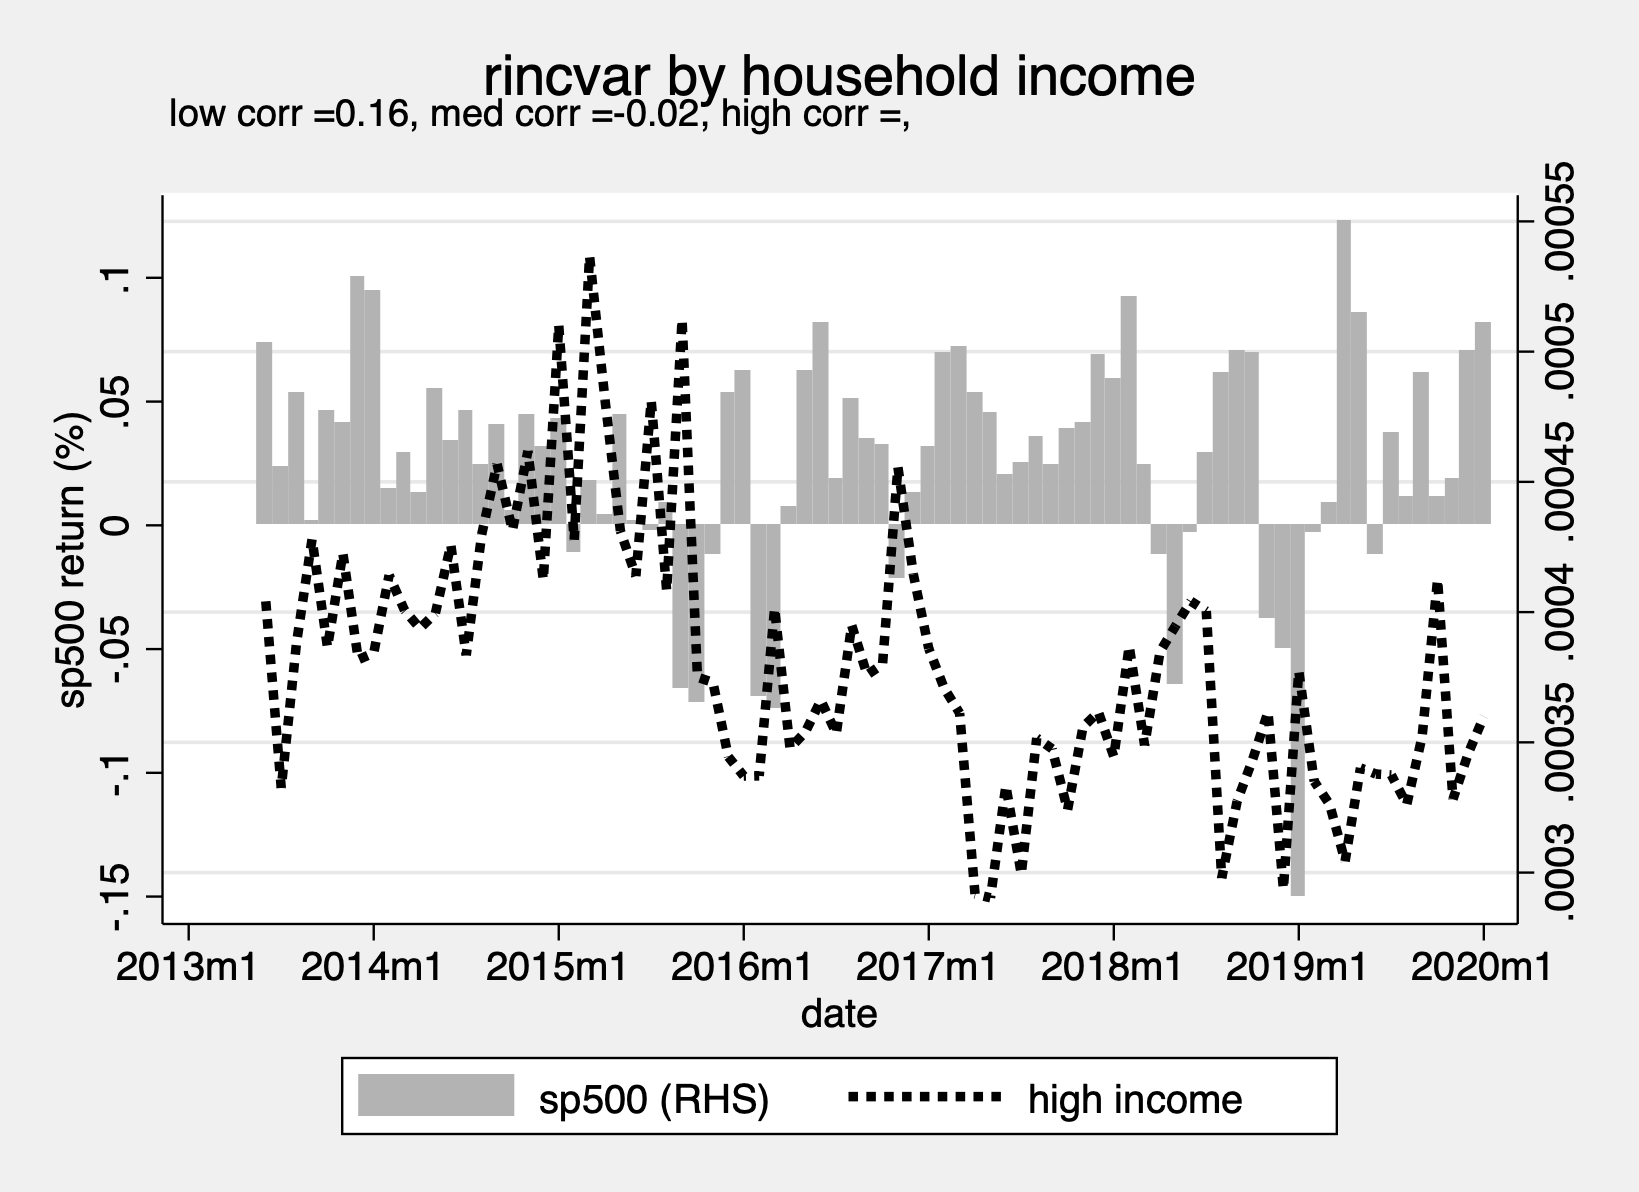 rincvar by household income
low corr =0.16, med corr =-0.02, high corr =,
sp500 return (%)
.1
.05
0
-.05
-.1
-.15
.00055
.0005
.00045
.0004
.00035
.0003
2013m1 2014m1 2015m1 2016m1 2017m1 2018m1 2019m1 2020m1
date
sp500 (RHS) high income